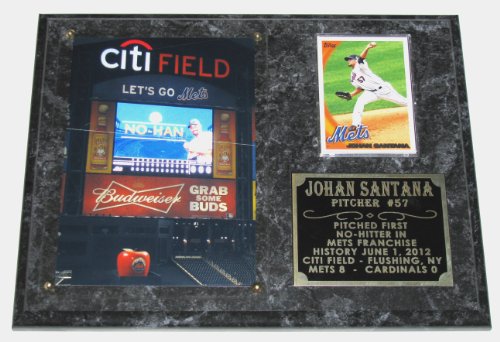 citi FIELD
LET'S GO Mets
NO-HAN
Budweiser
GRAB
SOME
BUDS
Topps
Mets
JOHAN SANTANA
JOHAN SANTANA
PITCHER #57
PITCHED FIRST
NO-HITTER IN
METS FRANCHISE
HISTORY JUNE 1, 2012
CITI FIELD - FLUSHING, NY
METS 8 - CARDINALS 0